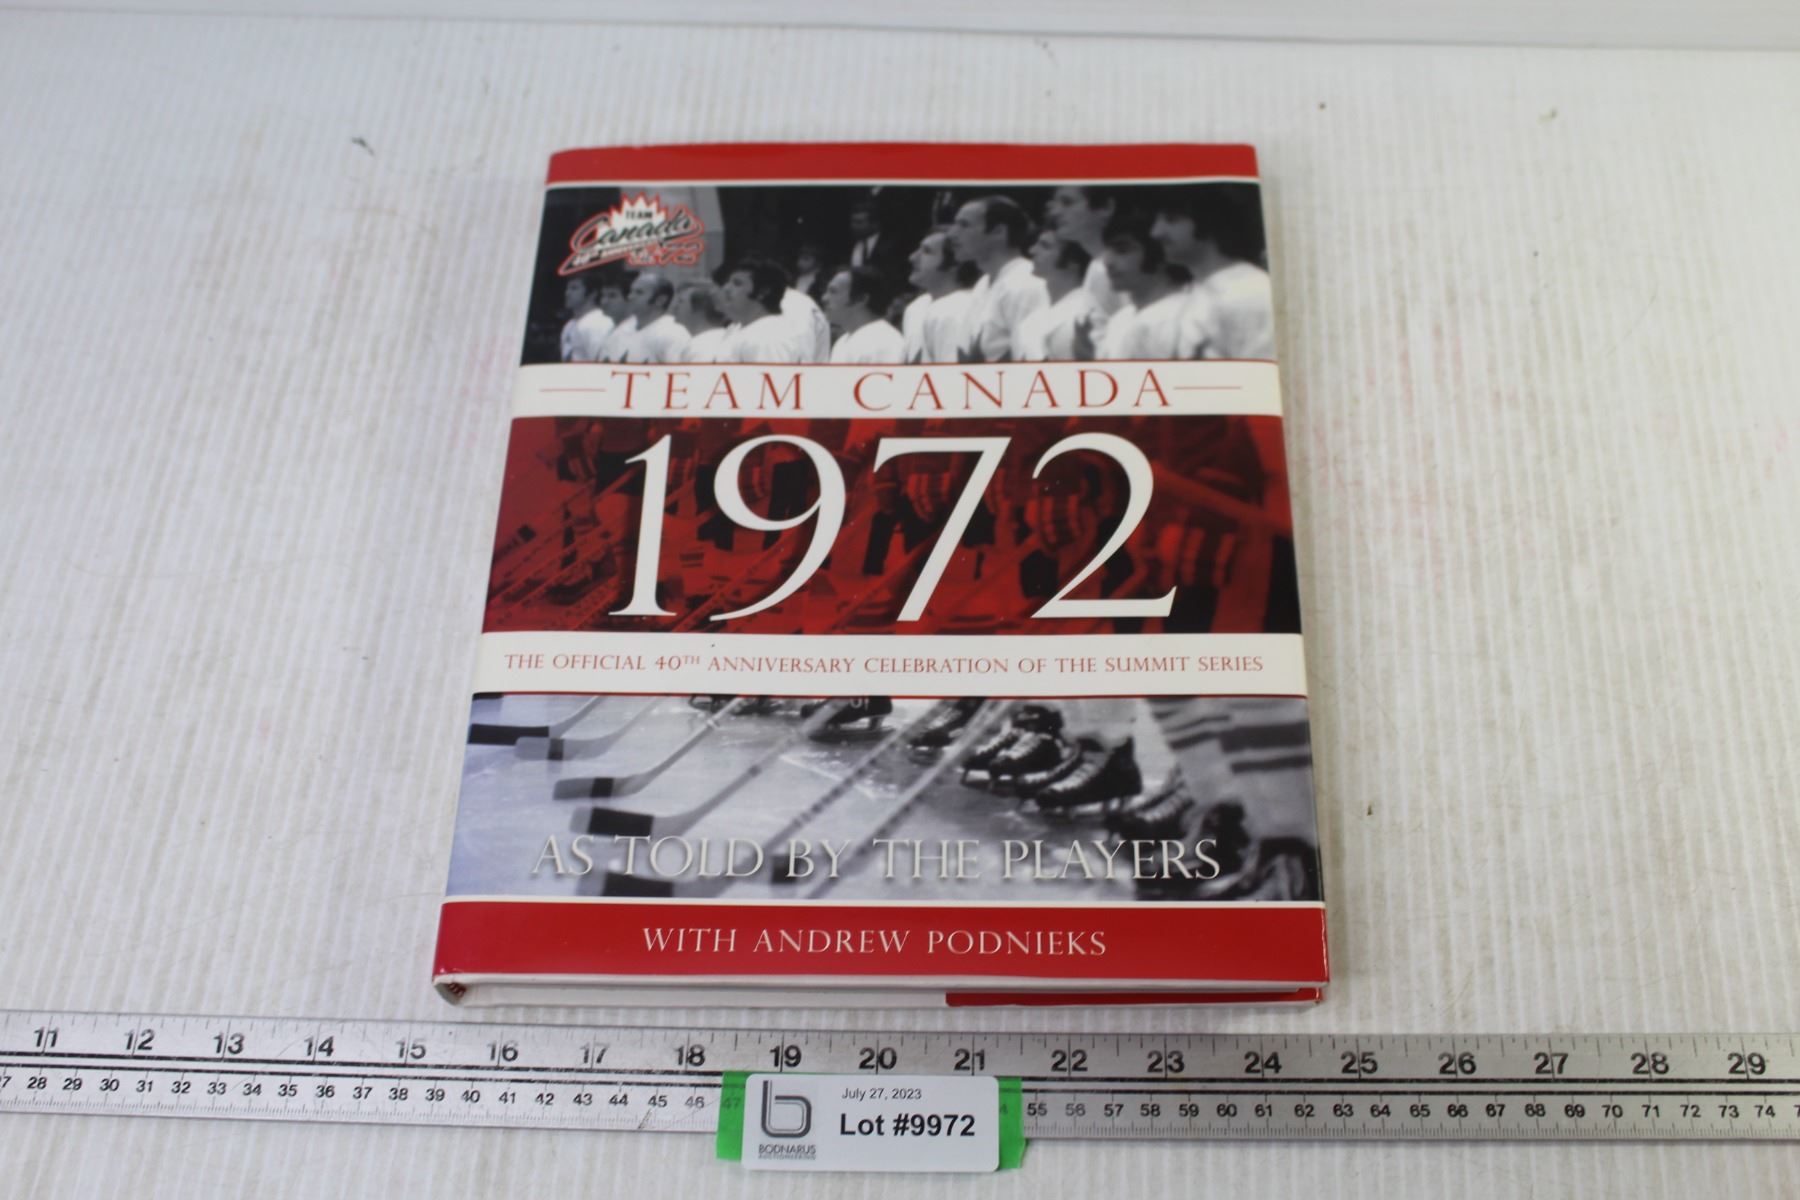 TEAM
Canada
40TH ANNIVERSARY
1972
TEAM CANADA
1972
THE OFFICIAL 40TH ANNIVERSARY CELEBRATION OF THE SUMMIT SERIES
AS TOLD BY THE PLAYERS
WITH ANDREW PODNIEKS
11 12 13 14 15 16 17 18 19 20 21 22 23 24 25 26 27 28 29
28 29 30 31 32 33 34 35 36 37 38 39 40 41 42 43 44 45 46 47 55 56 57 58 59 60 61 62 63 64 65 66 67 68 69 70 71 72 73 74
July 27, 2023
Lot #9972
BODNARUS
AUCTIONEERING